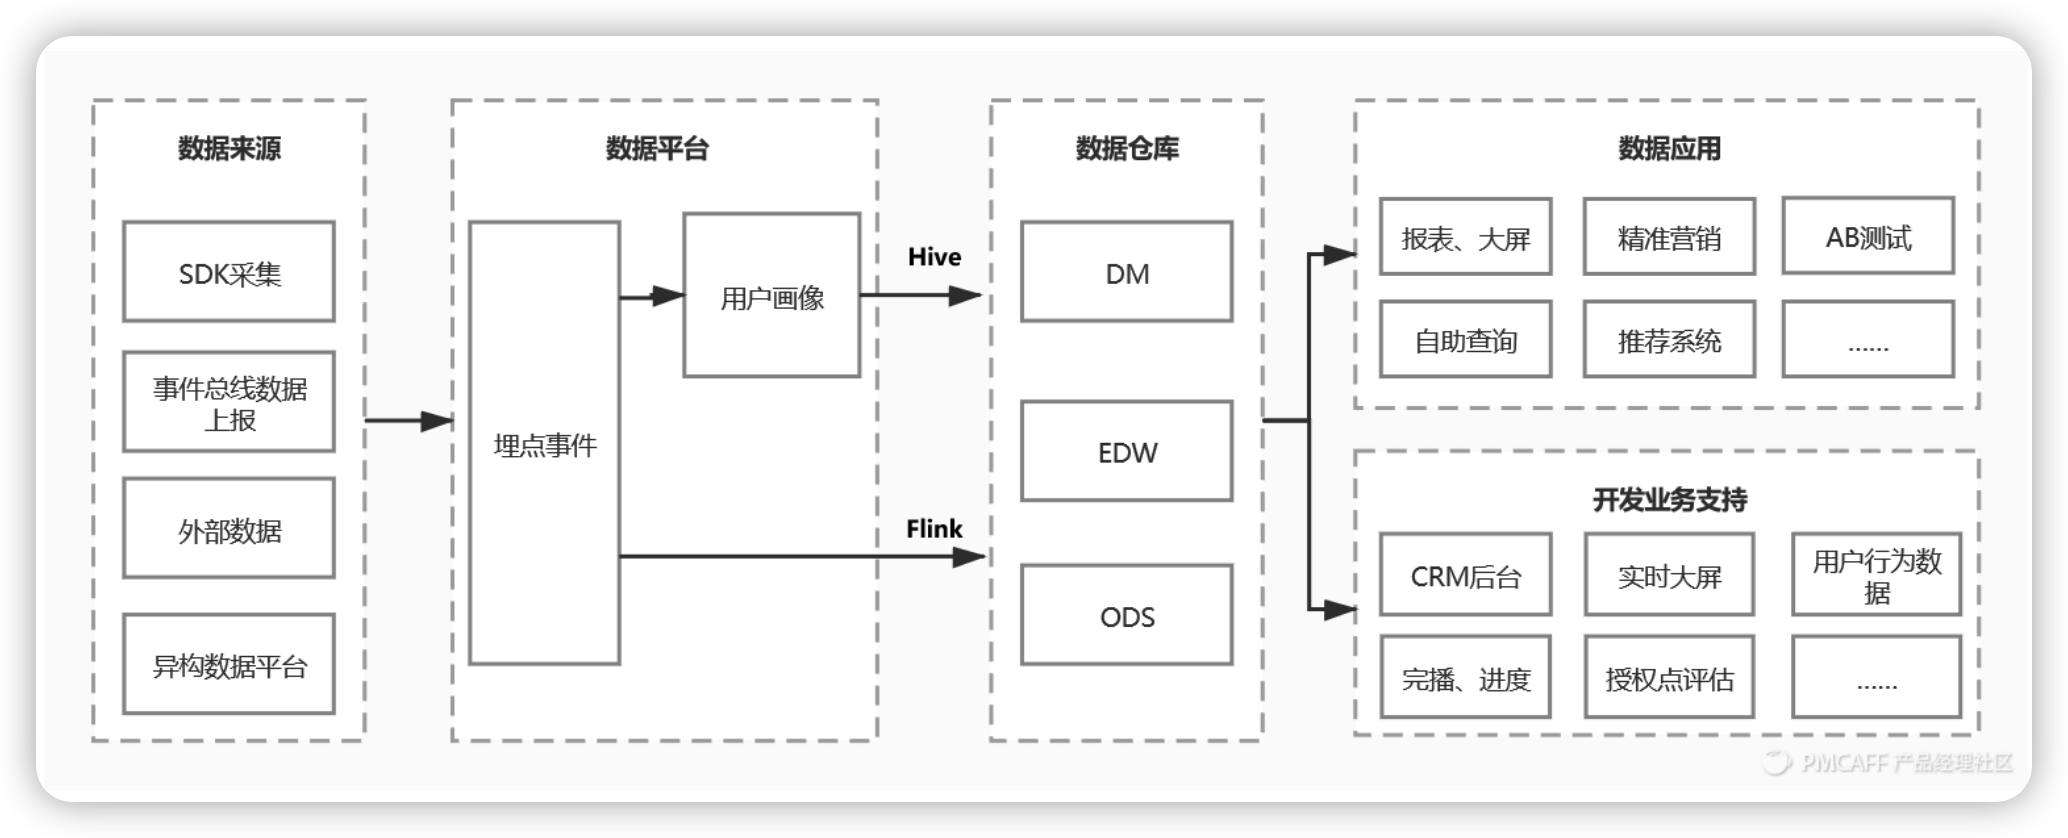 数据来源
SDK采集
事件总线数据
上报
外部数据
异构数据平台
数据平台
埋点事件
用户画像
Hive
Flink
数据仓库
DM
EDW
ODS
数据应用
报表、大屏
精准营销
AB测试
自助查询
推荐系统
……
开发业务支持
CRM后台
实时大屏
用户行为数
据
完播、进度
授权点评估
……
PMCAFF 产品经理社区